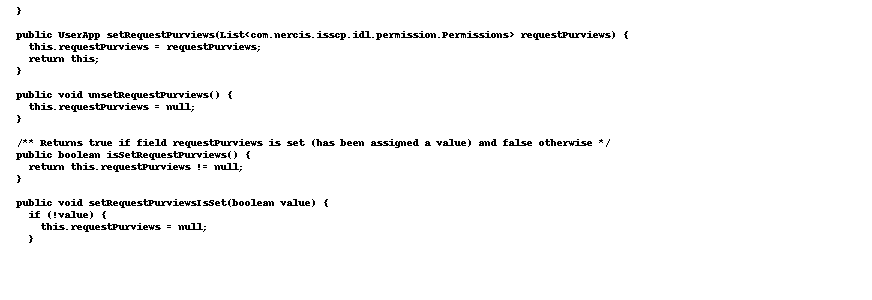 }
public UserApp setRequestPurviews(List<com.nercis.isscp.idl.permission.Permissions> requestPurviews) {
this.requestPurviews = requestPurviews;
return this;
}
public void unsetRequestPurviews() {
this.requestPurviews = null;
}
/** Returns true if field requestPurviews is set (has been assigned a value) and false otherwise */
public boolean isSetRequestPurviews() {
return this.requestPurviews != null;
}
public void setRequestPurviewsIsSet(boolean value) {
if (!value) {
this.requestPurviews = null;
}